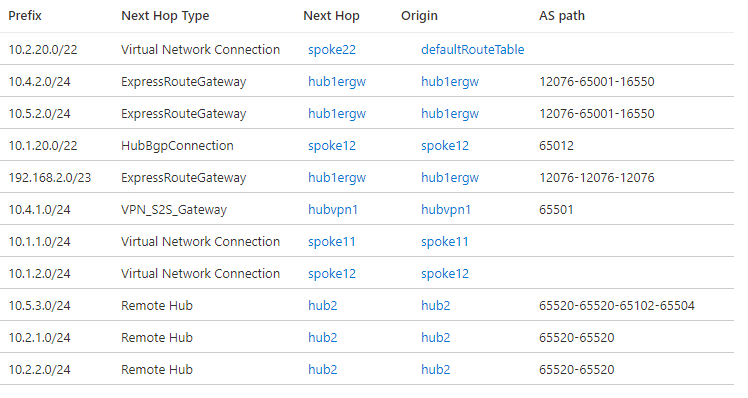 Prefix Next Hop Type Next Hop Origin AS path
10.2.20.0/22 Virtual Network Connection spoke22 defaultRouteTable
10.4.2.0/24 ExpressRouteGateway hub1ergw hub1ergw 12076-65001-16550
10.5.2.0/24 ExpressRouteGateway hub1ergw hub1ergw 12076-65001-16550
10.1.20.0/22 HubBgpConnection spoke12 spoke12 65012
192.168.2.0/23 ExpressRouteGateway hub1ergw hub1ergw 12076-12076-12076
10.4.1.0/24 VPN_S2S_Gateway hubvpn1 hubvpn1 65501
10.1.1.0/24 Virtual Network Connection spoke11 spoke11
10.1.2.0/24 Virtual Network Connection spoke12 spoke12
10.5.3.0/24 Remote Hub hub2 hub2 65520-65520-65102-65504
10.2.1.0/24 Remote Hub hub2 hub2 65520-65520
10.2.2.0/24 Remote Hub hub2 hub2 65520-65520